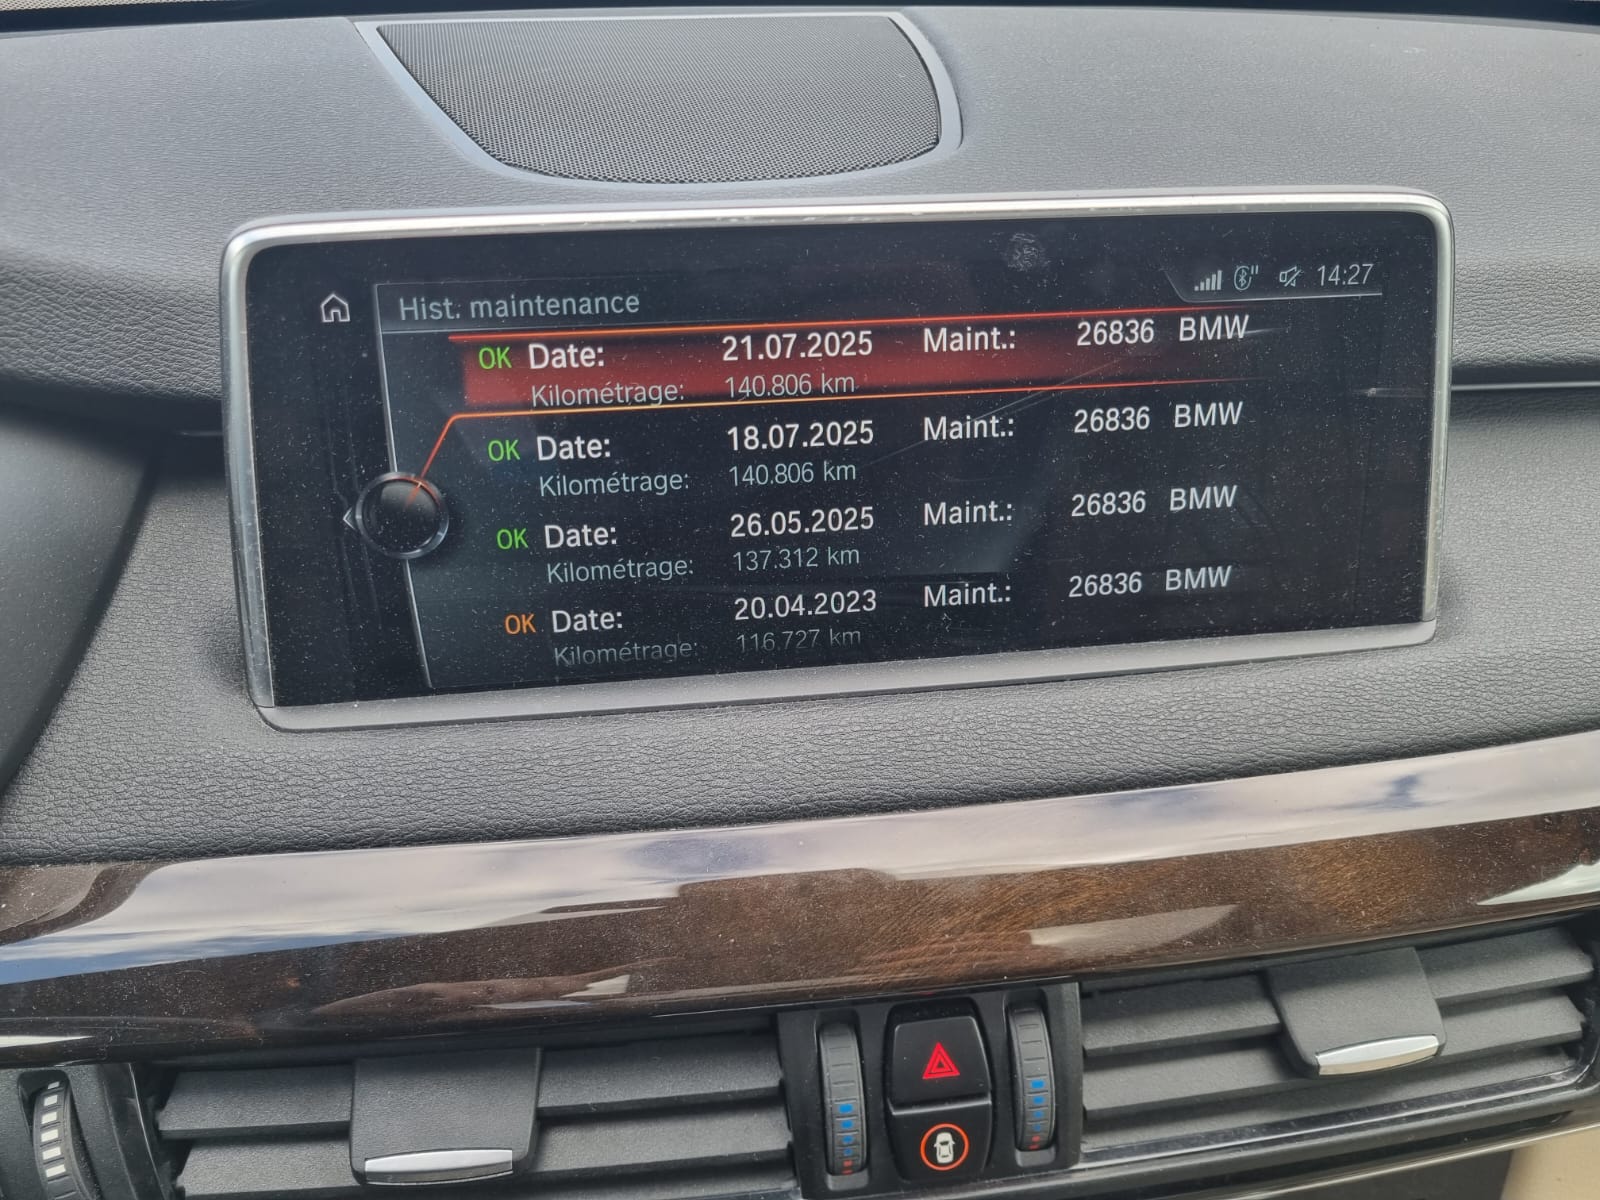 14:27
Hist. maintenance
OK Date: 21.07.2025 Maint.: 26836 BMW
Kilométrage: 140.806 km
OK Date: 18.07.2025 Maint.: 26836 BMW
Kilométrage: 140.806 km
OK Date: 26.05.2025 Maint.: 26836 BMW
Kilométrage: 137.312 km
OK Date: 20.04.2023 Maint.: 26836 BMW
Kilométrage: 116.727 km